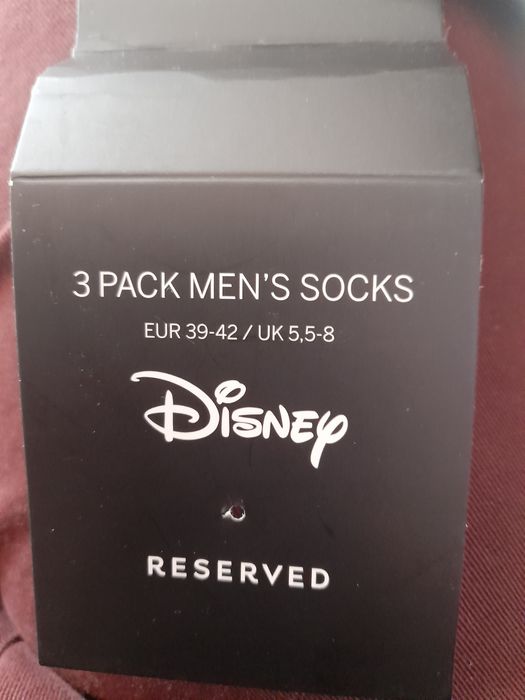 3 PACK MEN'S SOCKS
EUR 39-42 / UK 5,5-8
Disney
RESERVED